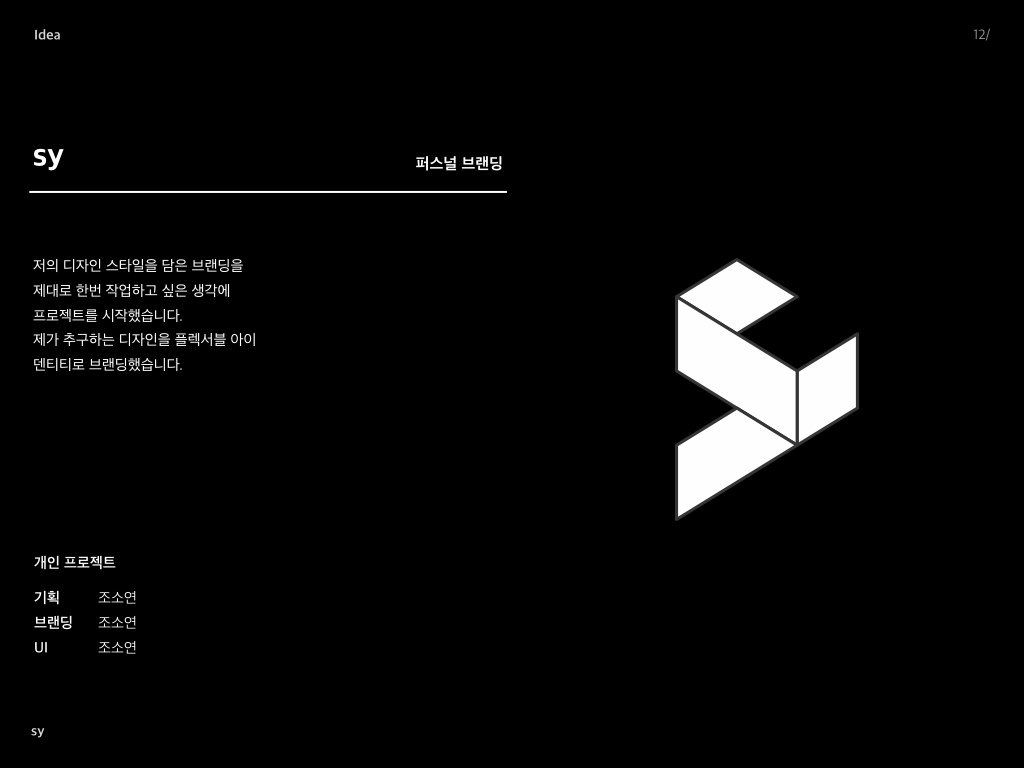 Idea
12/
sy
퍼스널 브랜딩
저의 디자인 스타일을 담은 브랜딩을
제대로 한번 작업하고 싶은 생각에
프로젝트를 시작했습니다.
제가 추구하는 디자인을 플렉서블 아이
덴티티로 브랜딩했습니다.
개인 프로젝트
기획 조소연
브랜딩 조소연
UI 조소연
sy